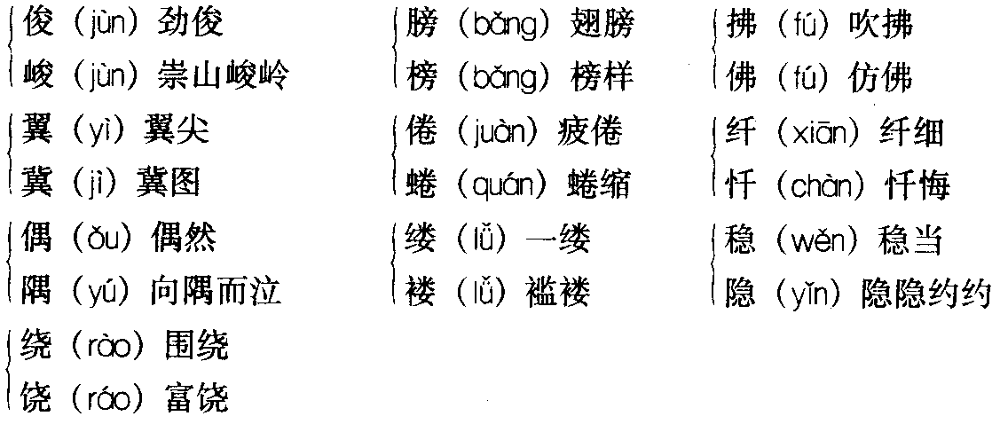 俊（jùn）劲俊 膀（bǎng）翅膀 拂（fú）吹拂
峻（jùn）崇山峻岭 榜（bǎng）榜样 佛（fú）仿佛
翼（yì）翼尖 倦（juàn）疲倦 纤（xiān）纤细
冀（jì）冀图 蜷（quán）蜷缩 忏（chàn）忏悔
偶（ǒu）偶然 缕（lǚ）一缕 稳（wěn）稳当
隅（yú）向隅而泣 褛（lǚ）褴褛 隐（yǐn）隐隐约约
绕（rào）围绕
饶（ráo）富饶